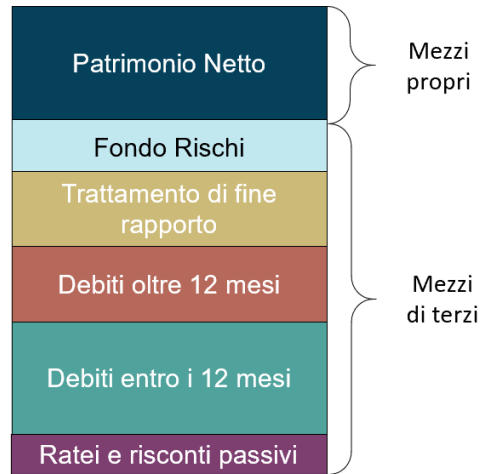 Patrimonio Netto
Mezzi
propri
Fondo Rischi
Trattamento di fine
rapporto
Debiti oltre 12 mesi
Mezzi
di terzi
Debiti entro i 12 mesi
Ratei e risconti passivi